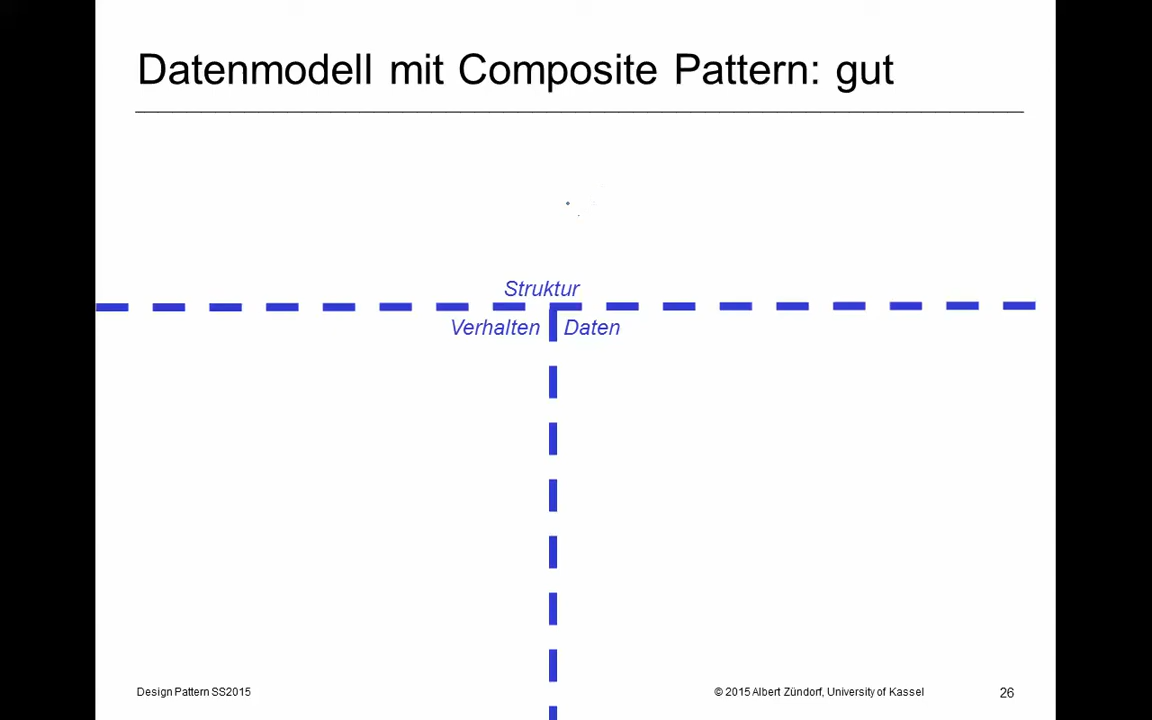 Datenmodell mit Composite Pattern: gut
Struktur
Verhalten Daten
Design Pattern SS2015 © 2015 Albert Zündorf, University of Kassel 26